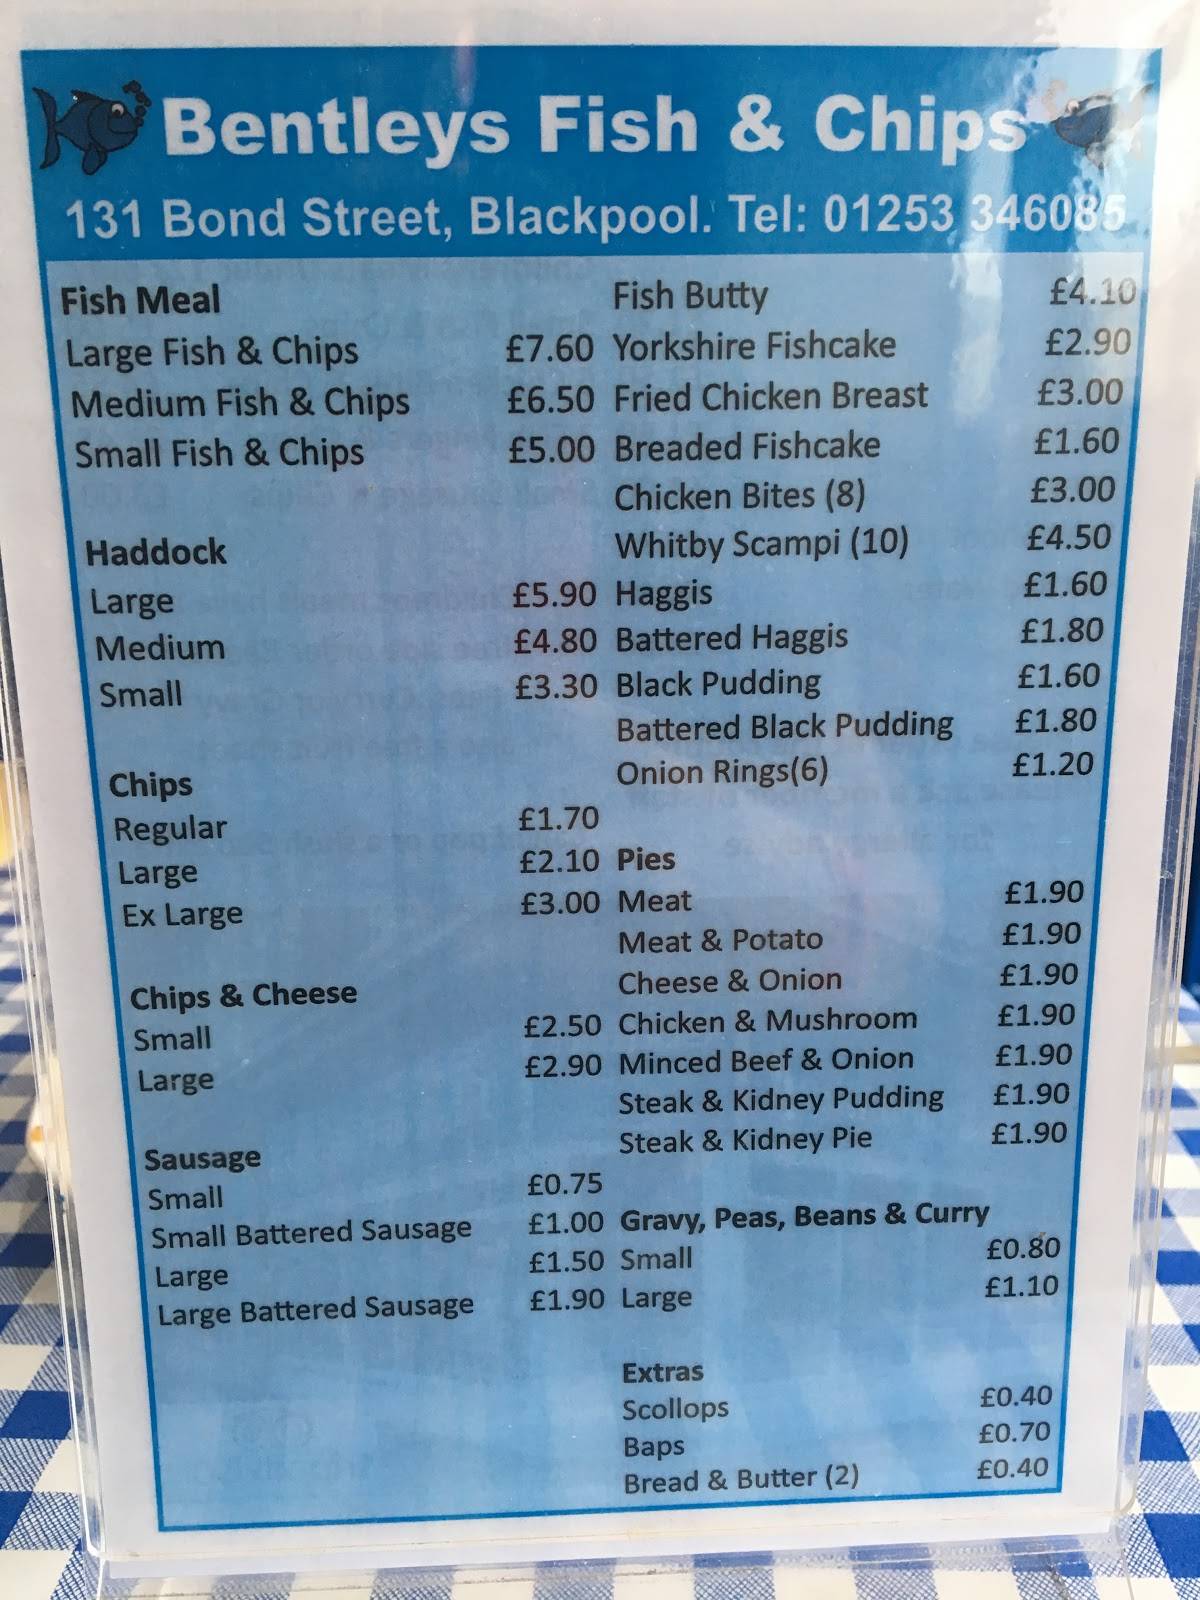 Bentleys Fish & Chips
131 Bond Street, Blackpool. Tel: 01253 346085
Fish Meal
Large Fish & Chips £7.60
Medium Fish & Chips £6.50
Small Fish & Chips £5.00
Haddock
Large £5.90
Medium £4.80
Small £3.30
Chips
Regular £1.70
Large £2.10
Ex Large £3.00
Chips & Cheese
Small £2.50
Large £2.90
Sausage
Small £0.75
Small Battered Sausage £1.00
Large £1.50
Large Battered Sausage £1.90
Fish Butty £4.10
Yorkshire Fishcake £2.90
Fried Chicken Breast £3.00
Breaded Fishcake £1.60
Chicken Bites (8) £3.00
Whitby Scampi (10) £4.50
Haggis £1.60
Battered Haggis £1.80
Black Pudding £1.60
Battered Black Pudding £1.80
Onion Rings(6) £1.20
Pies
Meat £1.90
Meat & Potato £1.90
Cheese & Onion £1.90
Chicken & Mushroom £1.90
Minced Beef & Onion £1.90
Steak & Kidney Pudding £1.90
Steak & Kidney Pie £1.90
Gravy, Peas, Beans & Curry
Small £0.80
Large £1.10
Extras
Scollops £0.40
Baps £0.70
Bread & Butter (2) £0.40